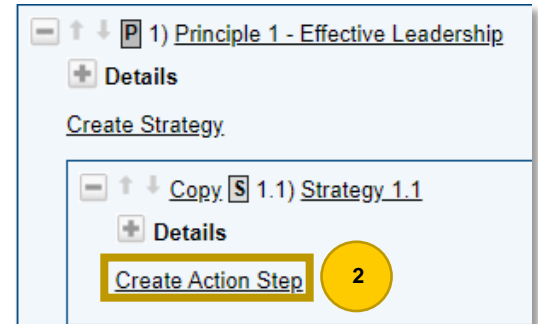 P 1) Principle 1 - Effective Leadership
Details
Create Strategy
Copy S 1.1) Strategy 1.1
Details
Create Action Step 2